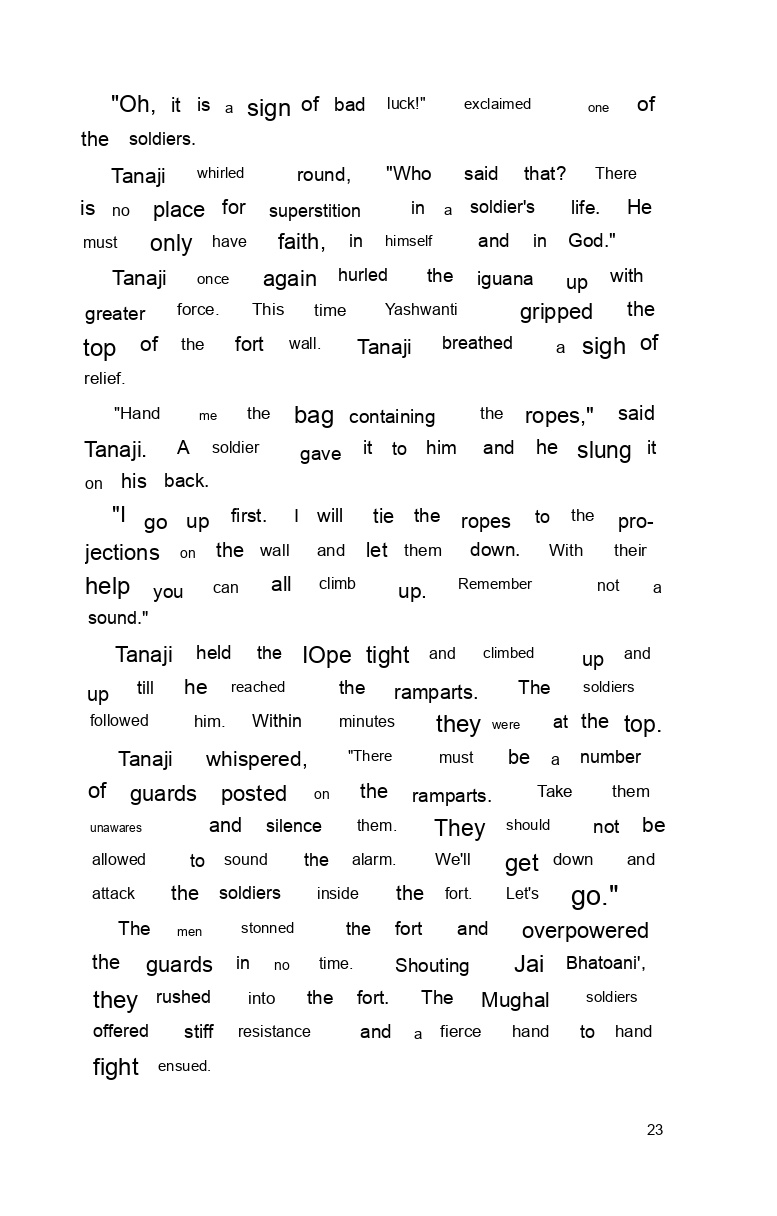 "Oh, it is a sign of bad luck!" exclaimed one of
the soldiers.
Tanaji whirled round, "Who said that? There
is no place for superstition in a soldier's life. He
must only have faith, in himself and in God."
Tanaji once again hurled the iguana up with
greater force. This time Yashwanti gripped the
top of the fort wall. Tanaji breathed a sigh of
relief.
"Hand me the bag containing the ropes," said
Tanaji. A soldier gave it to him and he slung it
on his back.
"I go up first. I will tie the ropes to the pro-
jections on the wall and let them down. With their
help you can all climb up. Remember not a
sound."
Tanaji held the lOpe tight and climbed up and
up till he reached the ramparts. The soldiers
followed him. Within minutes they were at the top.
Tanaji whispered, "There must be a number
of guards posted on the ramparts. Take them
unawares and silence them. They should not be
allowed to sound the alarm. We'll get down and
attack the soldiers inside the fort. Let's go."
The men stonned the fort and overpowered
the guards in no time. Shouting Jai Bhatoani',
they rushed into the fort. The Mughal soldiers
offered stiff resistance and a fierce hand to hand
fight ensued.
23